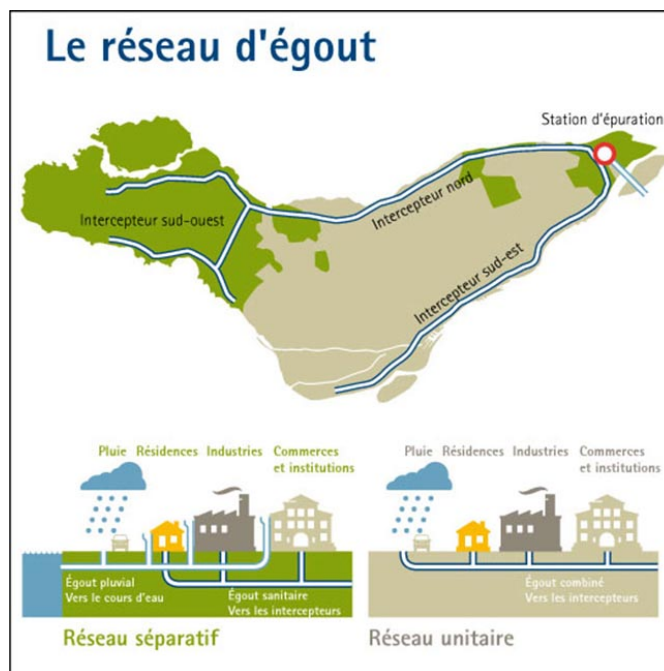 Le réseau d'égout
Station d'épuration
Intercepteur sud-ouest
Intercepteur nord
Intercepteur sud-est
Pluie Résidences Industries Commerces
et institutions
Égout pluvial
Vers le cours d'eau
Égout sanitaire
Vers les intercepteurs
Réseau séparatif
Pluie Résidences Industries Commerces
et institutions
Égout combiné
Vers les intercepteurs
Réseau unitaire